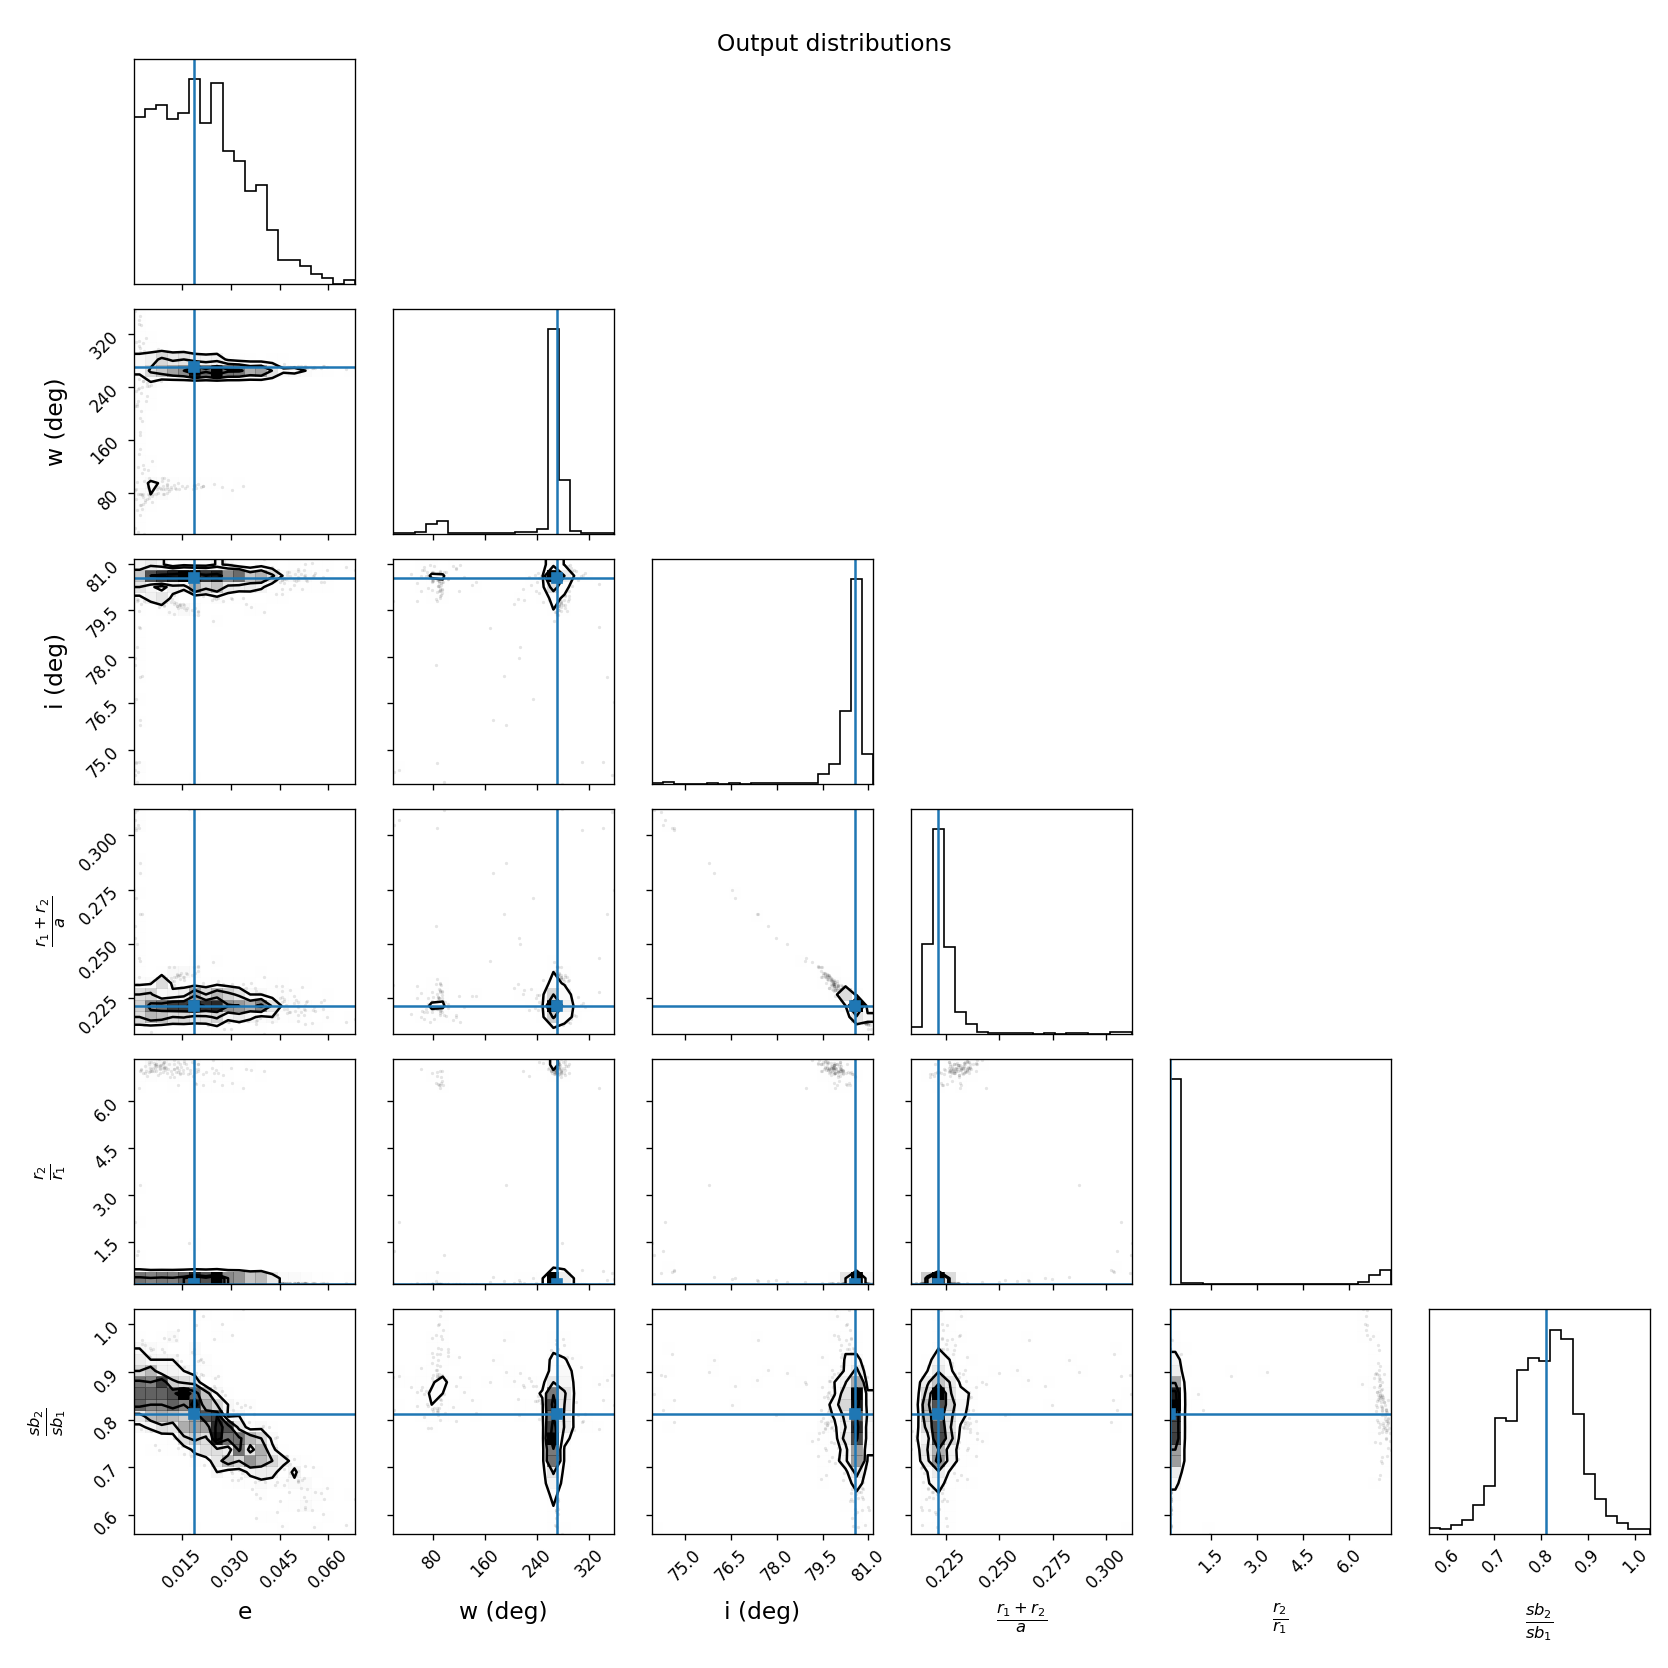 Output distributions
w (deg)
320
240
160
80
i (deg)
81.0
79.5
78.0
76.5
75.0
r₁ + r₂
a
0.300
0.275
0.250
0.225
r₂
r₁
6.0
4.5
3.0
1.5
sb₂
sb₁
1.0
0.9
0.8
0.7
0.6
0.015 0.030 0.045 0.060 80 160 240 320 75.0 76.5 78.0 79.5 81.0 0.225 0.250 0.275 0.300 1.5 3.0 4.5 6.0 0.6 0.7 0.8 0.9 1.0
e w (deg) i (deg)
r₁ + r₂ r₂ sb₂
a r₁ sb₁